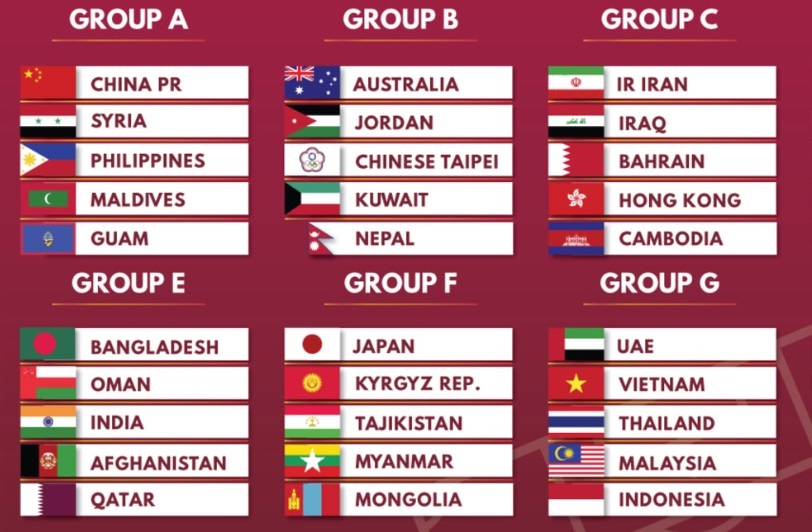 GROUP A
CHINA PR
SYRIA
PHILIPPINES
MALDIVES
GUAM
GROUP B
AUSTRALIA
JORDAN
CHINESE TAIPEI
KUWAIT
NEPAL
GROUP C
IR IRAN
IRAQ
BAHRAIN
HONG KONG
CAMBODIA
GROUP E
BANGLADESH
OMAN
INDIA
AFGHANISTAN
QATAR
GROUP F
JAPAN
KYRGYZ REP.
TAJIKISTAN
MYANMAR
MONGOLIA
GROUP G
UAE
VIETNAM
THAILAND
MALAYSIA
INDONESIA